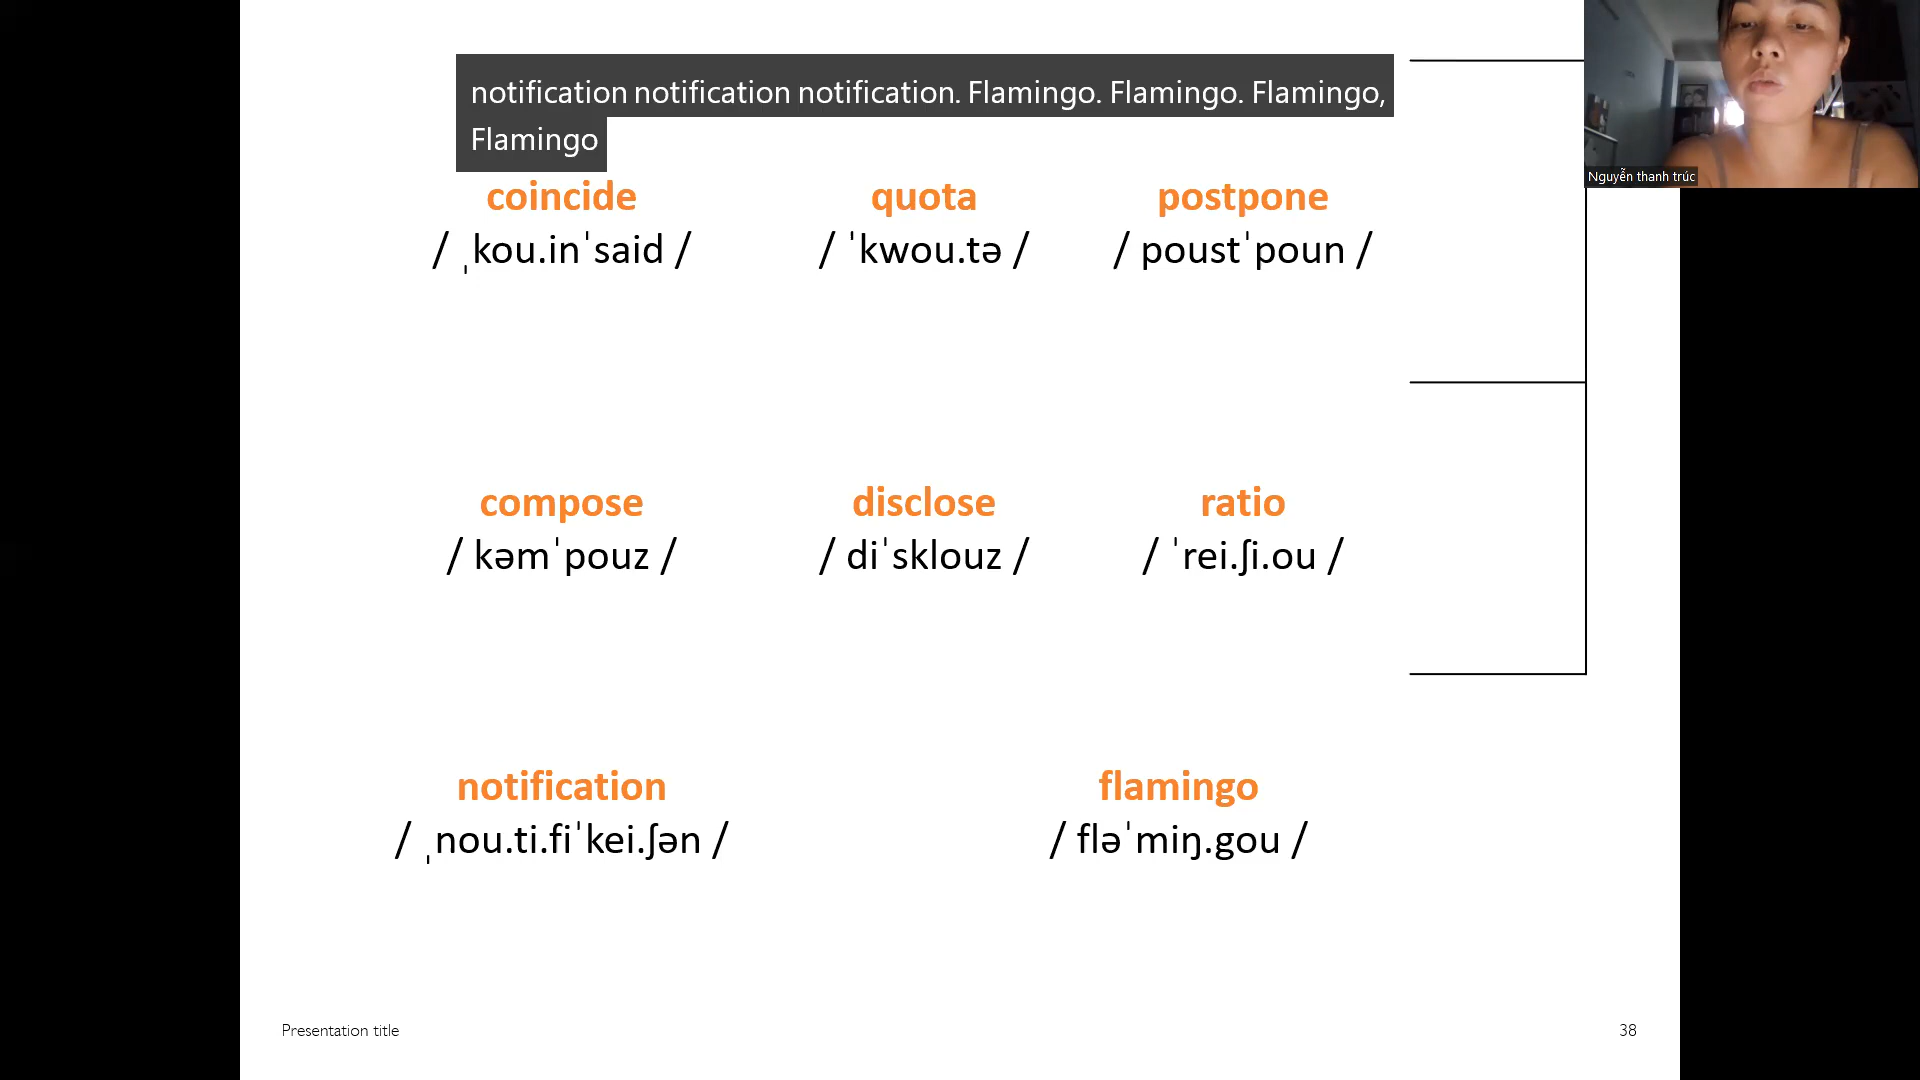 notification notification notification. Flamingo. Flamingo. Flamingo,
Flamingo
Nguyễn thanh trúc
coincide quota postpone
/ ˌkou.inˈsaid / / ˈkwou.tə / / poustˈpoun /
compose disclose ratio
/ kəmˈpouz / / diˈsklouz / / ˈrei.ʃi.ou /
notification flamingo
/ ˌnou.ti.fiˈkei.ʃən / / fləˈmiŋ.gou /
Presentation title 38